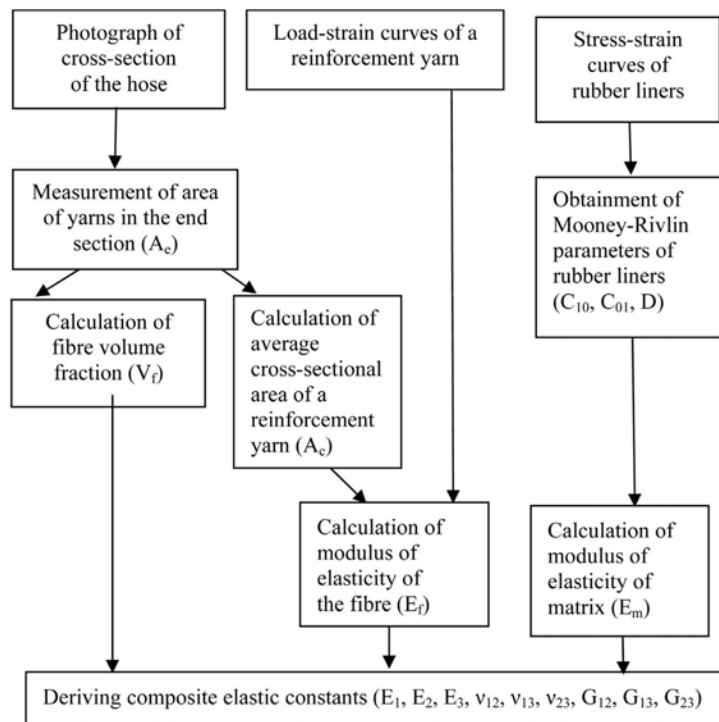 Photograph of
cross-section
of the hose
Load-strain curves of a
reinforcement yarn
Stress-strain
curves of
rubber liners
Measurement of area
of yarns in the end
section (Ae)
Obtainment of
Mooney-Rivlin
parameters of
rubber liners
(C10, C01, D)
Calculation of
fibre volume
fraction (Vf)
Calculation of
average
cross-sectional
area of a
reinforcement
yarn (Ac)
Calculation of
modulus of
elasticity of
the fibre (Ef)
Calculation of
modulus of
elasticity of
matrix (Em)
Deriving composite elastic constants (E1, E2, E3, ν12, ν13, ν23, G12, G13, G23)